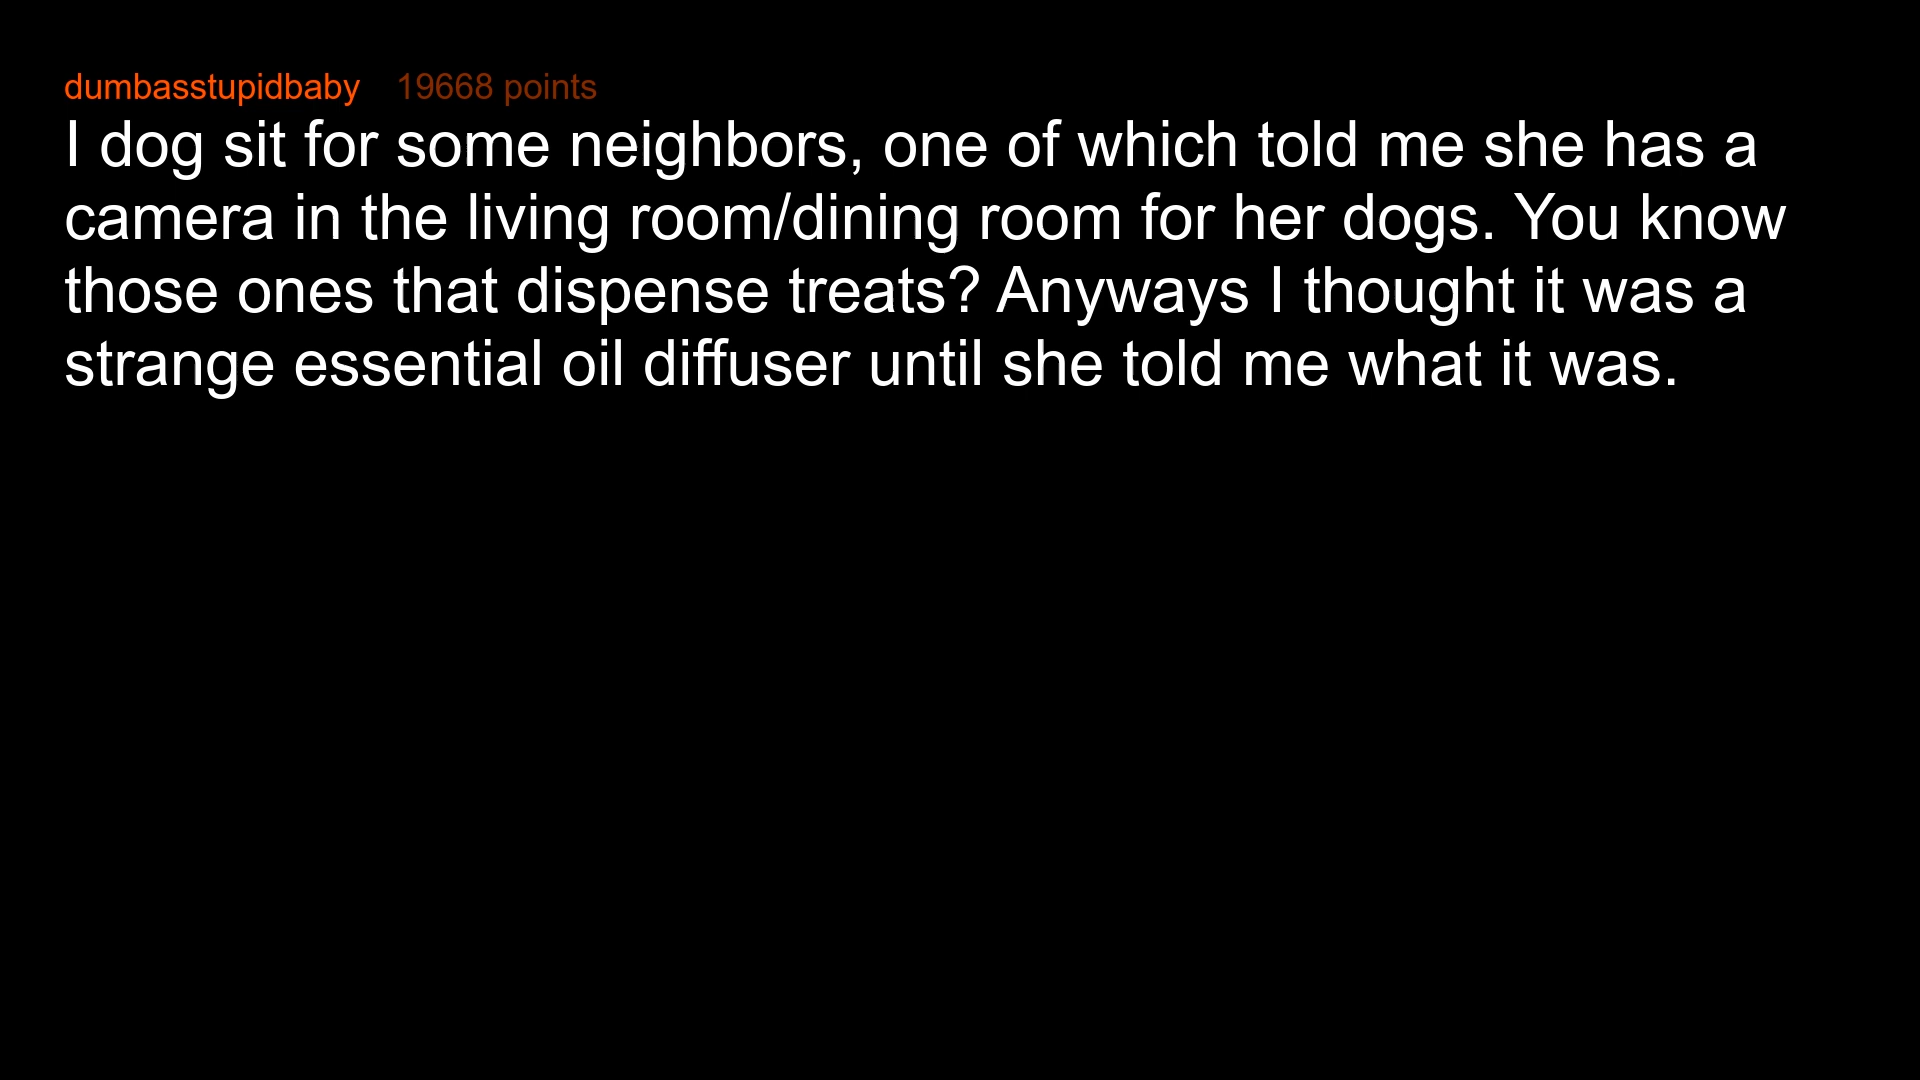 dumbasstupidbaby 19668 points
I dog sit for some neighbors, one of which told me she has a
camera in the living room/dining room for her dogs. You know
those ones that dispense treats? Anyways I thought it was a
strange essential oil diffuser until she told me what it was.